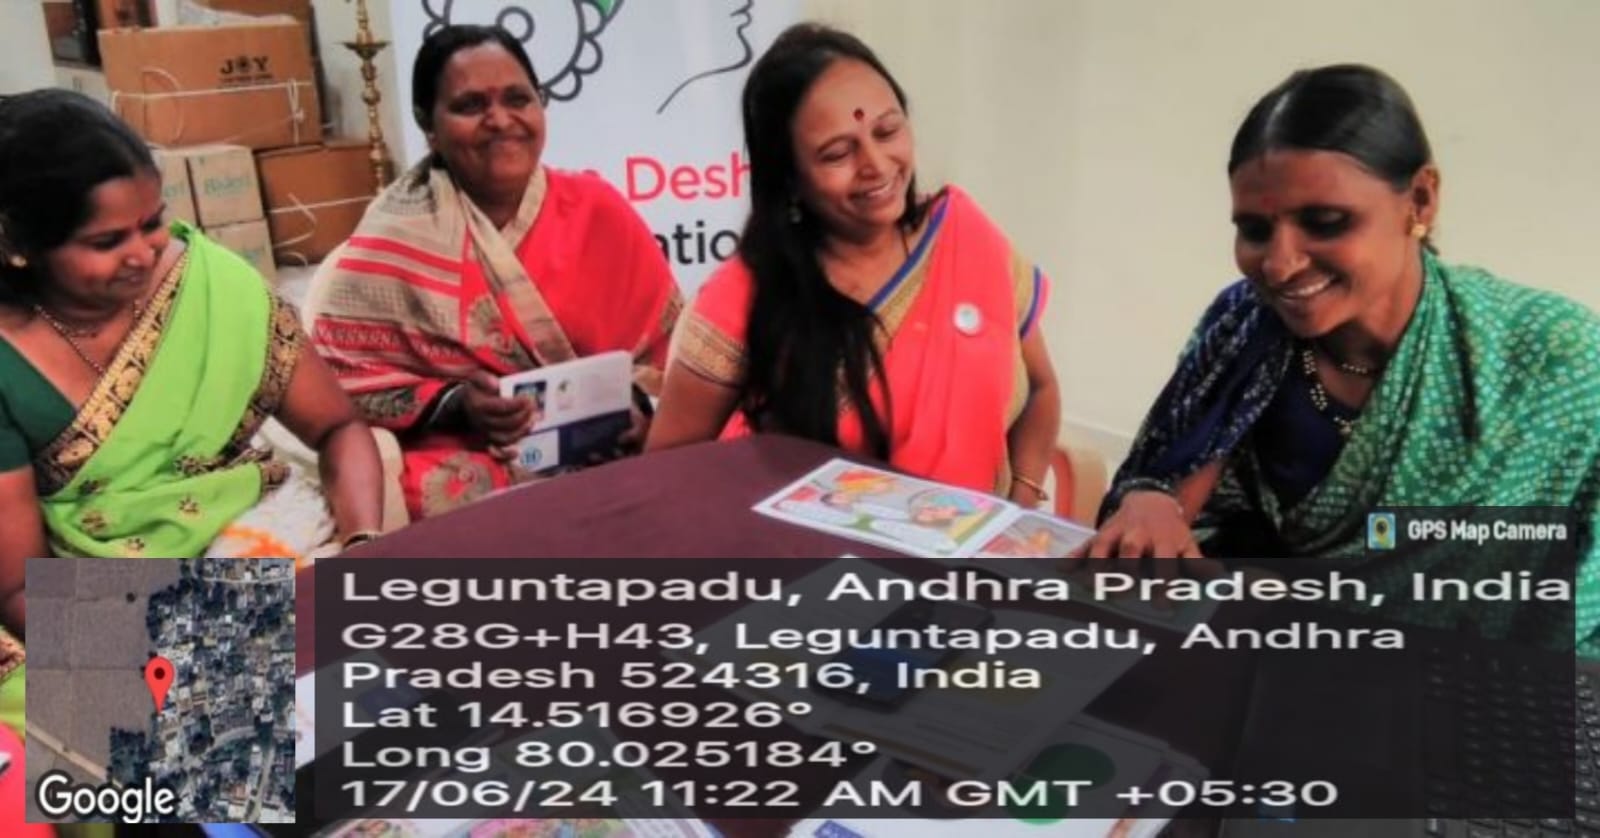 JOY
Desh
atio
GPS Map Camera
Leguntapadu, Andhra Pradesh, India
G28G+H43, Leguntapadu, Andhra
Pradesh 524316, India
Lat 14.516926°
Long 80.025184°
17/06/24 11:22 AM GMT +05:30
Google